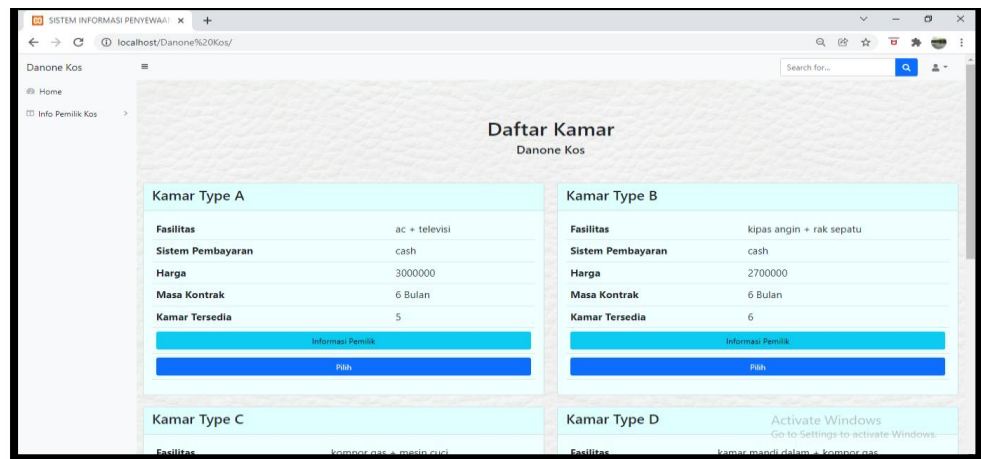 SISTEM INFORMASI PENYEWAA
localhost/Danone%20Kos/
Danone Kos
Search for...
Home
Info Pemilik Kos
Daftar Kamar
Danone Kos
Kamar Type A
Fasilitas ac + televisi
Sistem Pembayaran cash
Harga 3000000
Masa Kontrak 6 Bulan
Kamar Tersedia 5
Informasi Pemilik
Pilih
Kamar Type B
Fasilitas kipas angin + rak sepatu
Sistem Pembayaran cash
Harga 2700000
Masa Kontrak 6 Bulan
Kamar Tersedia 6
Informasi Pemilik
Pilih
Kamar Type C
Fasilitas kompor gas + mesin cuci
Kamar Type D
Fasilitas kamar mandi dalam + kompor gas
Activate Windows
Go to Settings to activate Windows.